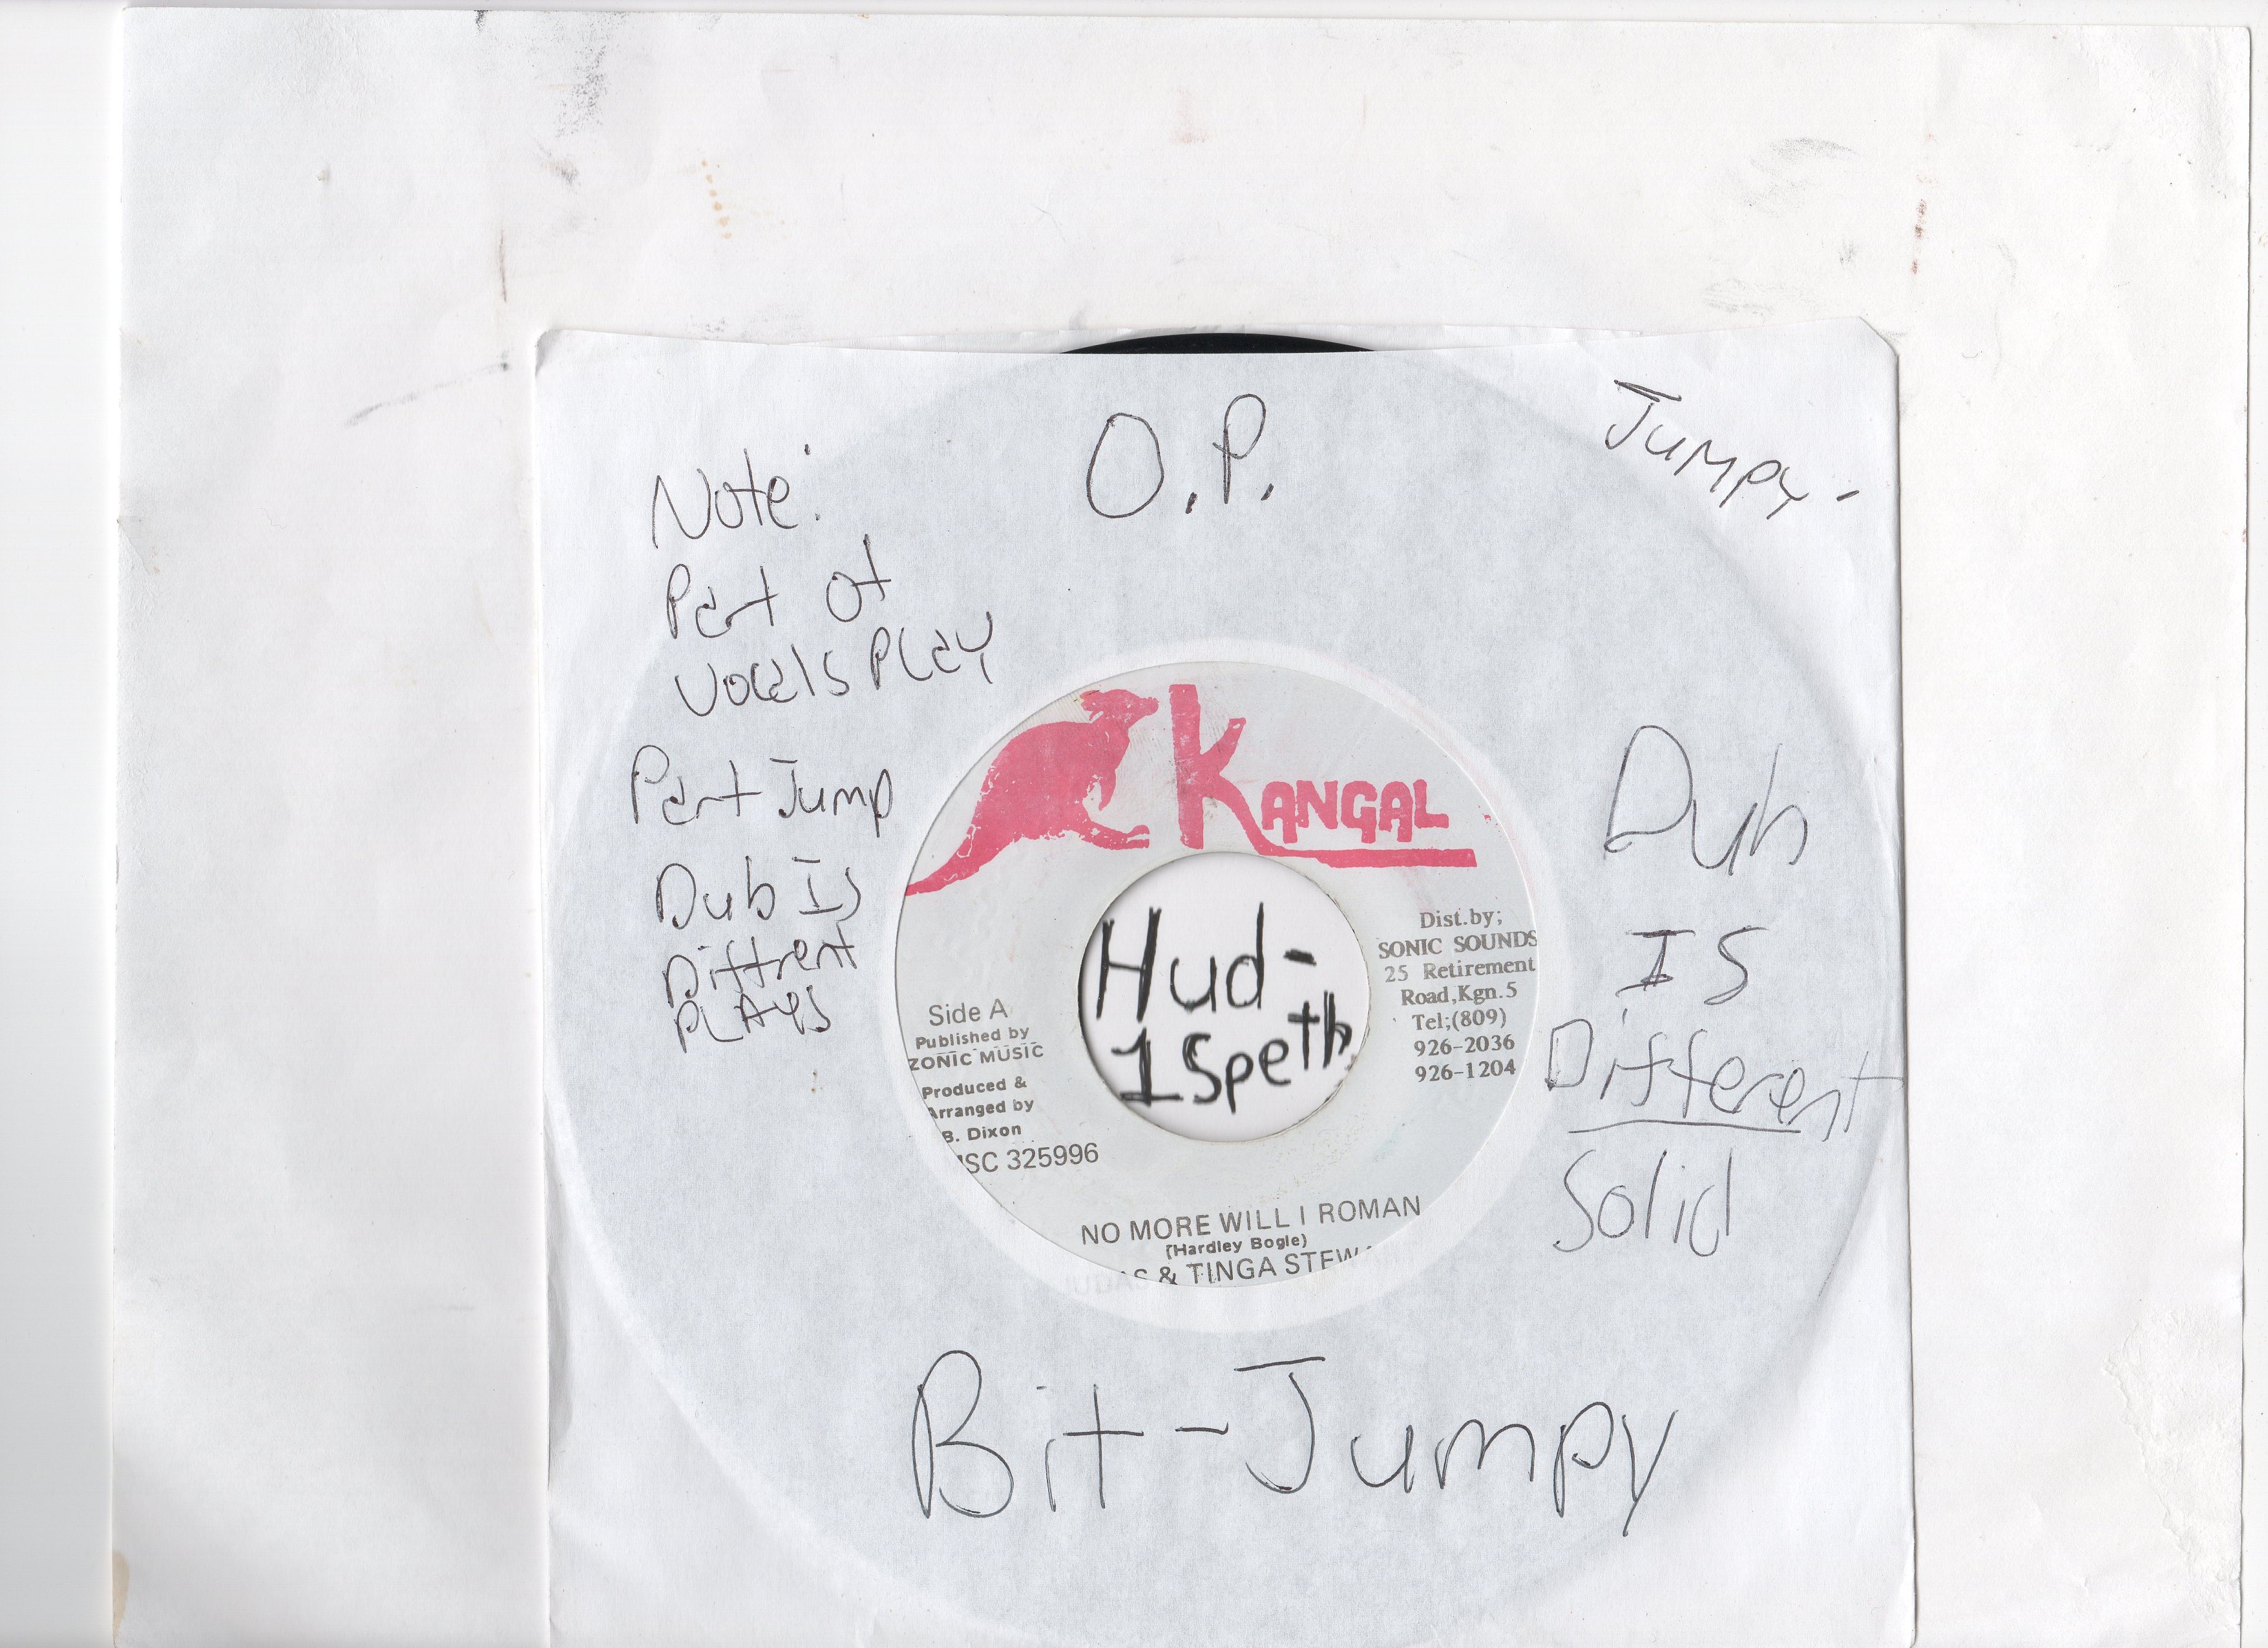 O.P.
Jumpy-
Note:
Part Of
Vocals Play
Part Jump
Dub Is
Diffrent
PLAYS
KANGAL
Dist.by;
SONIC SOUNDS
25 Retirement
Road,Kgn.5
Tel;(809)
926-2036
926-1204
Hud-
1Speth
Side A
Published by
ZONIC MUSIC
Produced &
Arranged by
B. Dixon
SC 325996
NO MORE WILL I ROMAN
(Hardley Bogle)
JUDAS & TINGA STEWA
Dub
IS
Different
Solid
Bit-Jumpy